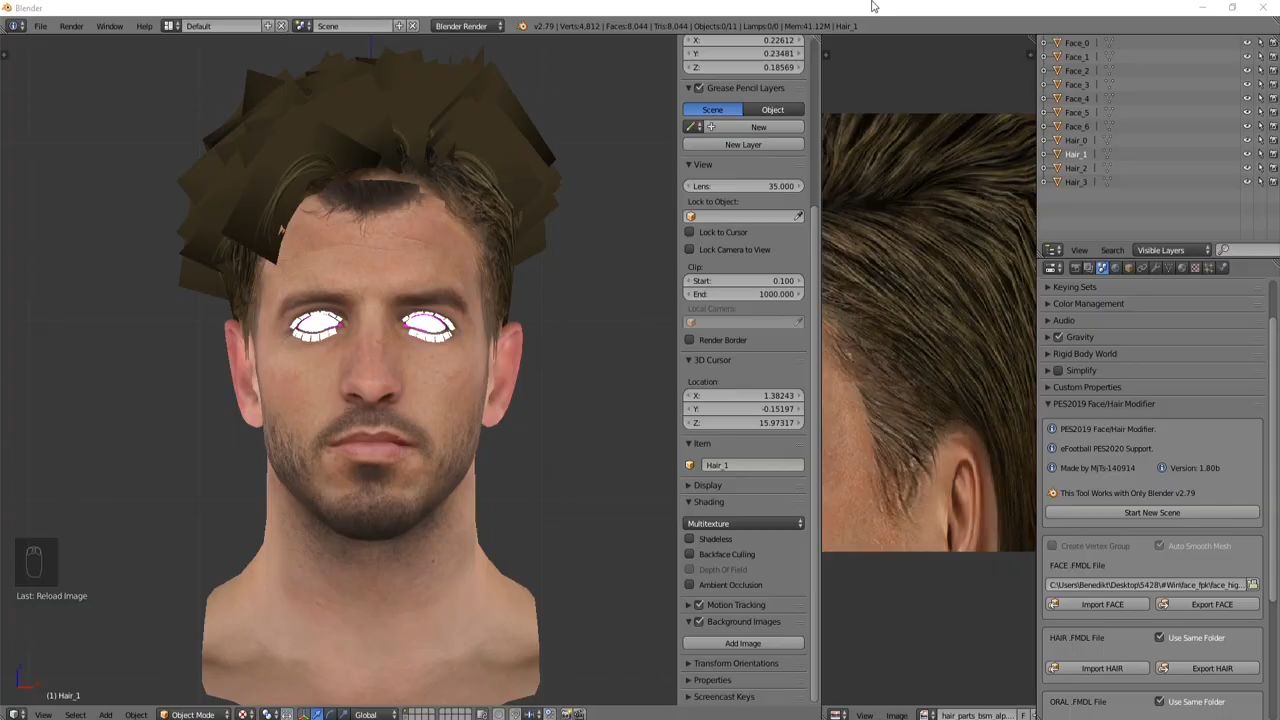 Blender
File Render Window Help Default Scene Blender Render v2.79 | Verts:4,812 | Faces:8,044 | Tris:8,044 | Objects:0/11 | Lamps:0/0 | Mem:41.12M | Hair_1
X: 0.22612
Y: 0.23481
Z: 0.18569
Grease Pencil Layers
Scene Object
New
New Layer
View
Lens: 35.000
Lock to Object:
Lock to Cursor
Lock Camera to View
Clip:
Start: 0.100
End: 1000.000
Local Camera:
Render Border
3D Cursor
Location:
X: 1.38243
Y: -0.15197
Z: 15.97317
Item
Hair_1
Display
Shading
Multitexture
Shadeless
Backface Culling
Depth Of Field
Ambient Occlusion
Motion Tracking
Background Images
Add Image
Transform Orientations
Properties
Screencast Keys
Last: Reload Image
(1) Hair_1
View Select Add Object Object Mode Global
View Image hair_parts_bsm_alp... F
Face_0
Face_1
Face_2
Face_3
Face_4
Face_5
Face_6
Hair_0
Hair_1
Hair_2
Hair_3
View Search Visible Layers
Keying Sets
Color Management
Audio
Gravity
Rigid Body World
Simplify
Custom Properties
PES2019 Face/Hair Modifier
PES2019 Face/Hair Modifier.
eFootball PES2020 Support.
Made by MjTs-140914 Version: 1.80b
This Tool Works with Only Blender v2.79
Start New Scene
Create Vertex Group Auto Smooth Mesh
FACE .FMDL File
C:\Users\Benedikt\Desktop\5428\#Win\face_fpk\face_hig...
Import FACE Export FACE
HAIR .FMDL File Use Same Folder
Import HAIR Export HAIR
ORAL .FMDL File Use Same Folder